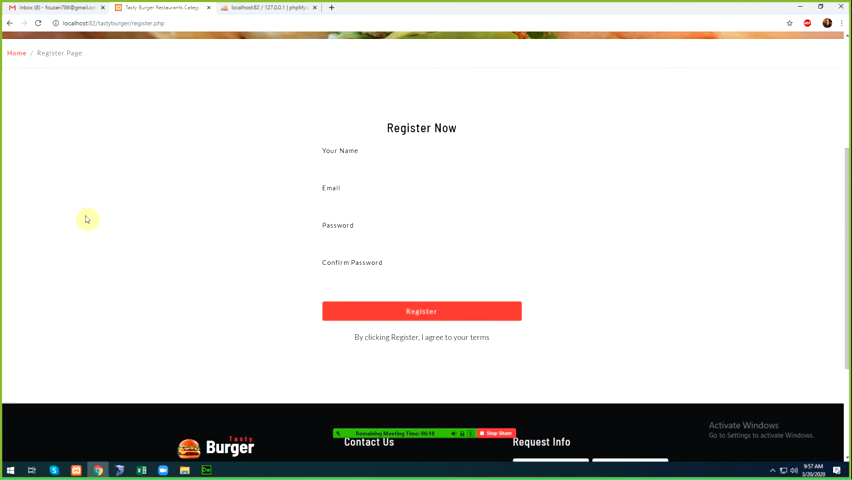 Inbox (8) - fouzan786@gmail.com
Tasty Burger Restaurants Catego
localhost:82 / 127.0.0.1 | phpMy
localhost:82/tastyburger/register.php
Home / Register Page
Register Now
Your Name
Email
Password
Confirm Password
Register
By clicking Register, I agree to your terms
Tasty
Burger
Remaining Meeting Time: 06:18
Stop Share
Contact Us
Request Info
Activate Windows
Go to Settings to activate Windows.
9:57 AM
3/20/2020